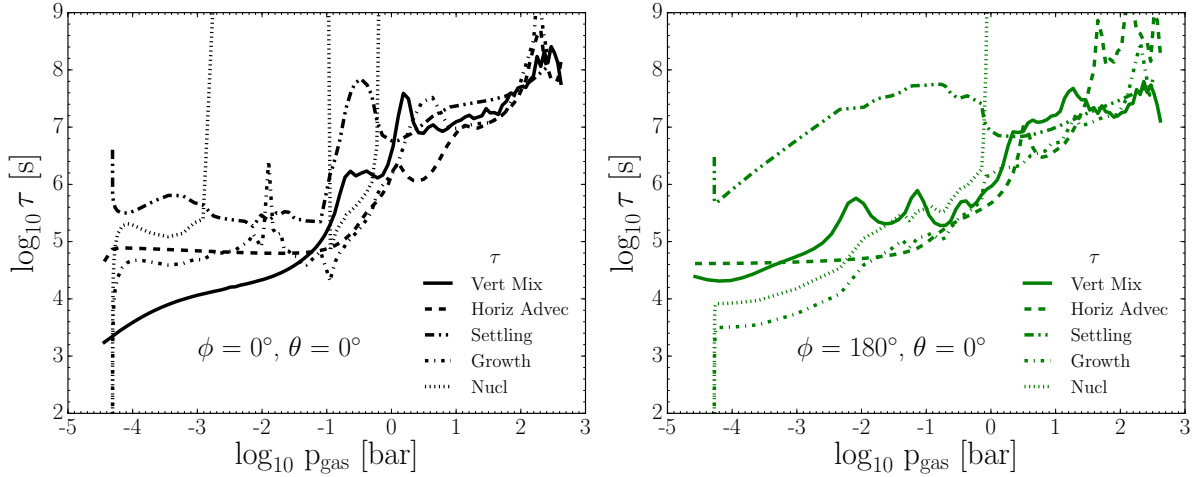 9
8
7
6
5
4
3
2
log₁₀ τ [s]
-5 -4 -3 -2 -1 0 1 2 3
log₁₀ p_gas [bar]
ϕ = 0°, θ = 0°
τ
Vert Mix
Horiz Advec
Settling
Growth
Nucl
9
8
7
6
5
4
3
2
log₁₀ τ [s]
-5 -4 -3 -2 -1 0 1 2 3
log₁₀ p_gas [bar]
ϕ = 180°, θ = 0°
τ
Vert Mix
Horiz Advec
Settling
Growth
Nucl